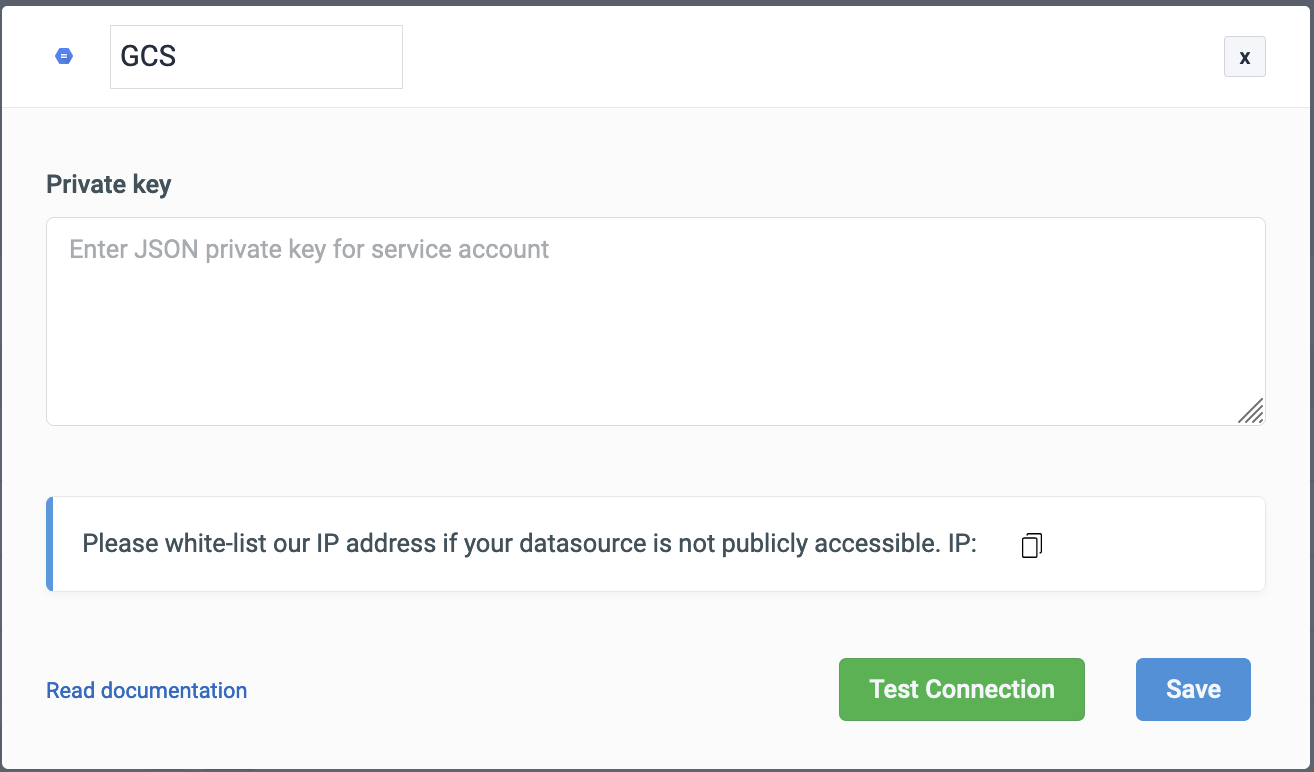 GCS
x
Private key
Enter JSON private key for service account
Please white-list our IP address if your datasource is not publicly accessible. IP:
Read documentation
Test Connection
Save